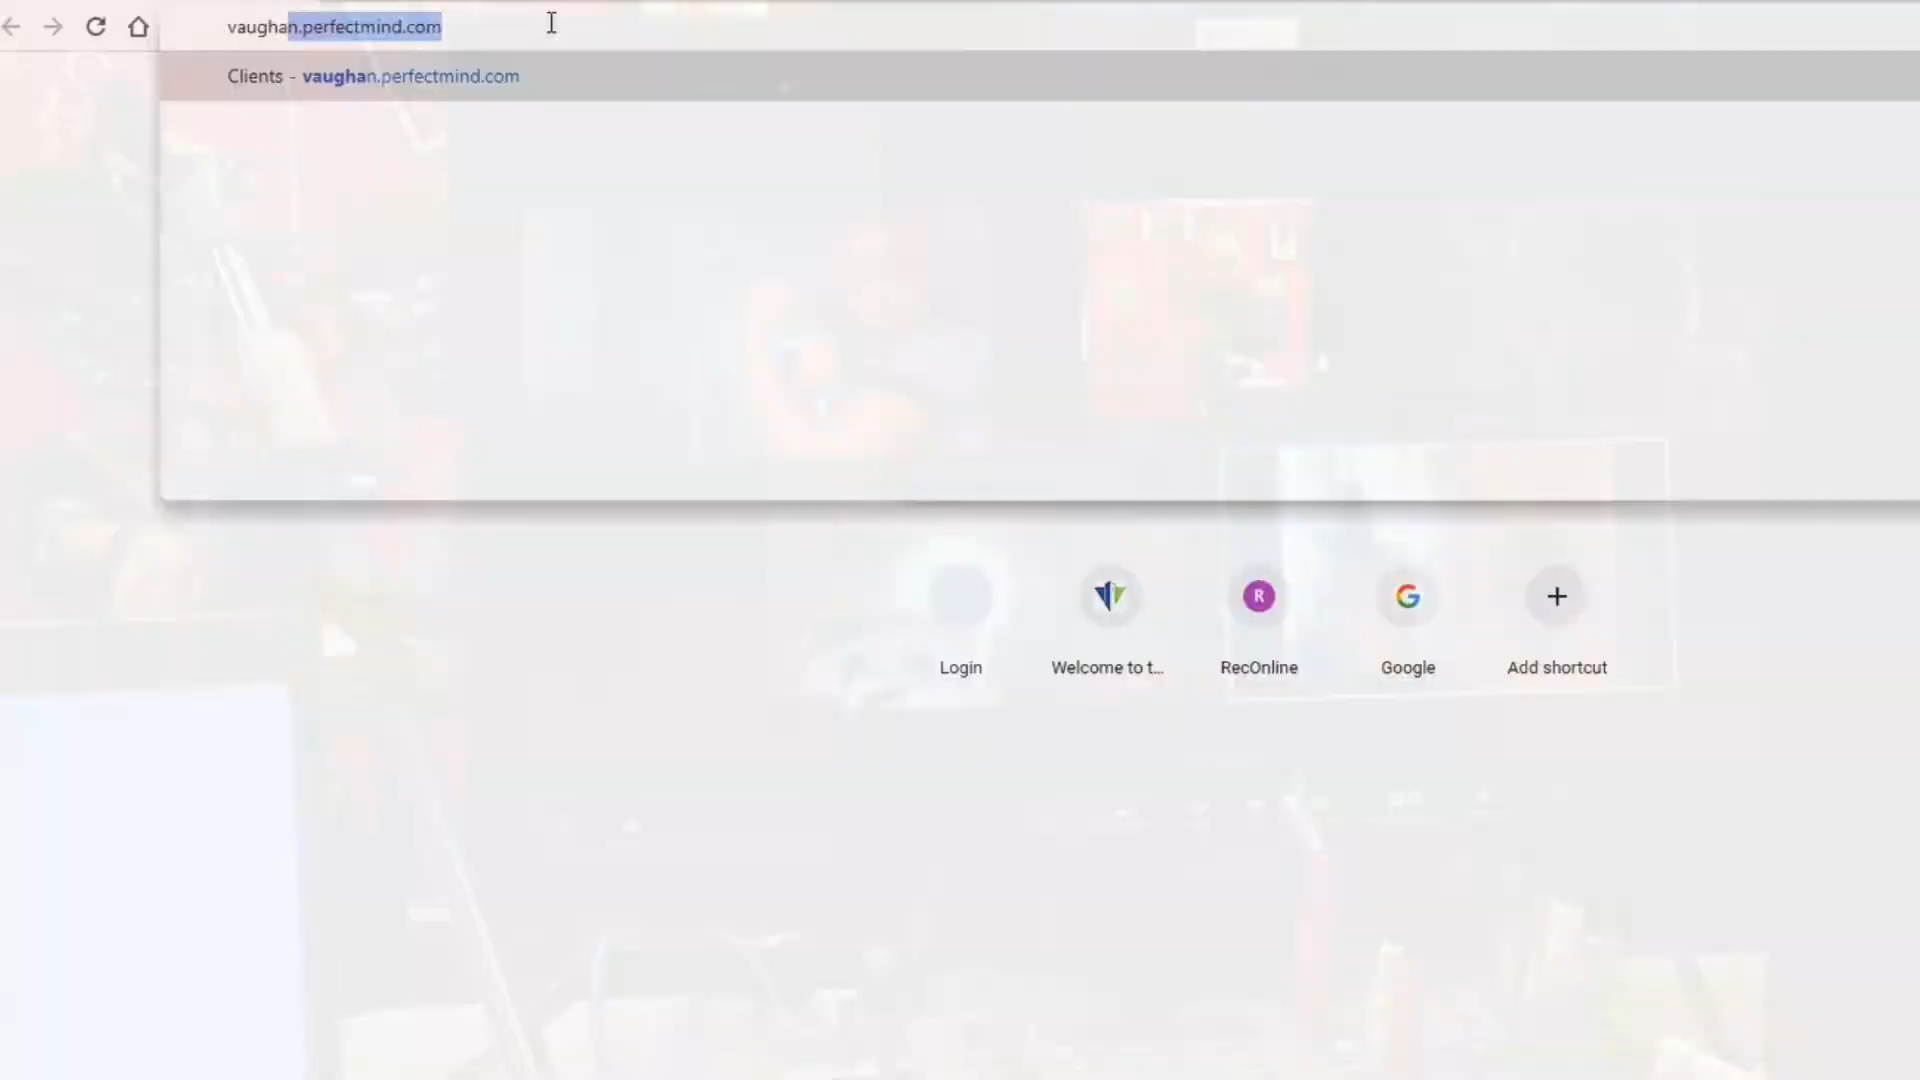 vaughan.perfectmind.com
Clients - vaughan.perfectmind.com
R
G
Login
Welcome to t...
RecOnline
Google
Add shortcut